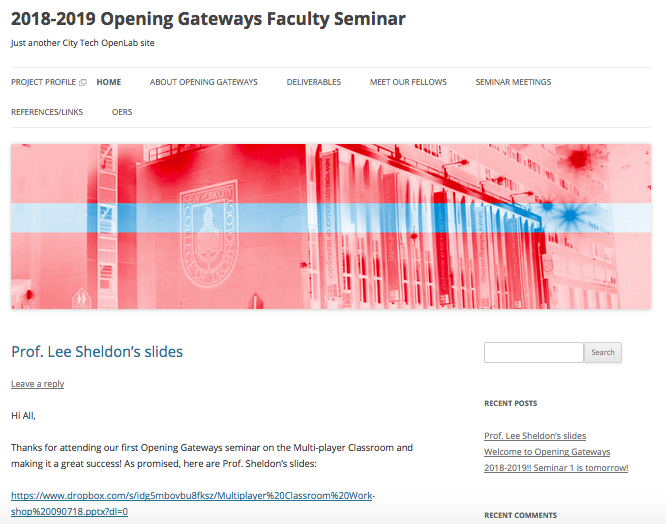 2018-2019 Opening Gateways Faculty Seminar
Just another City Tech OpenLab site
PROJECT PROFILE HOME ABOUT OPENING GATEWAYS DELIVERABLES MEET OUR FELLOWS SEMINAR MEETINGS
REFERENCES/LINKS OERS
NEW YORK CITY
Prof. Lee Sheldon's slides
Search
Leave a reply
RECENT POSTS
Hi All,
Prof. Lee Sheldon's slides
Thanks for attending our first Opening Gateways seminar on the Multi-player Classroom and
Welcome to Opening Gateways
making it a great success! As promised, here are Prof. Sheldon's slides:
2018-2019!! Seminar 1 is tomorrow!
https://www.dropbox.com/s/idg5mbovbu8fksz/Multiplayer%20Classroom%20Work-
shop%20090718.pptx?dl=0
RECENT COMMENTS